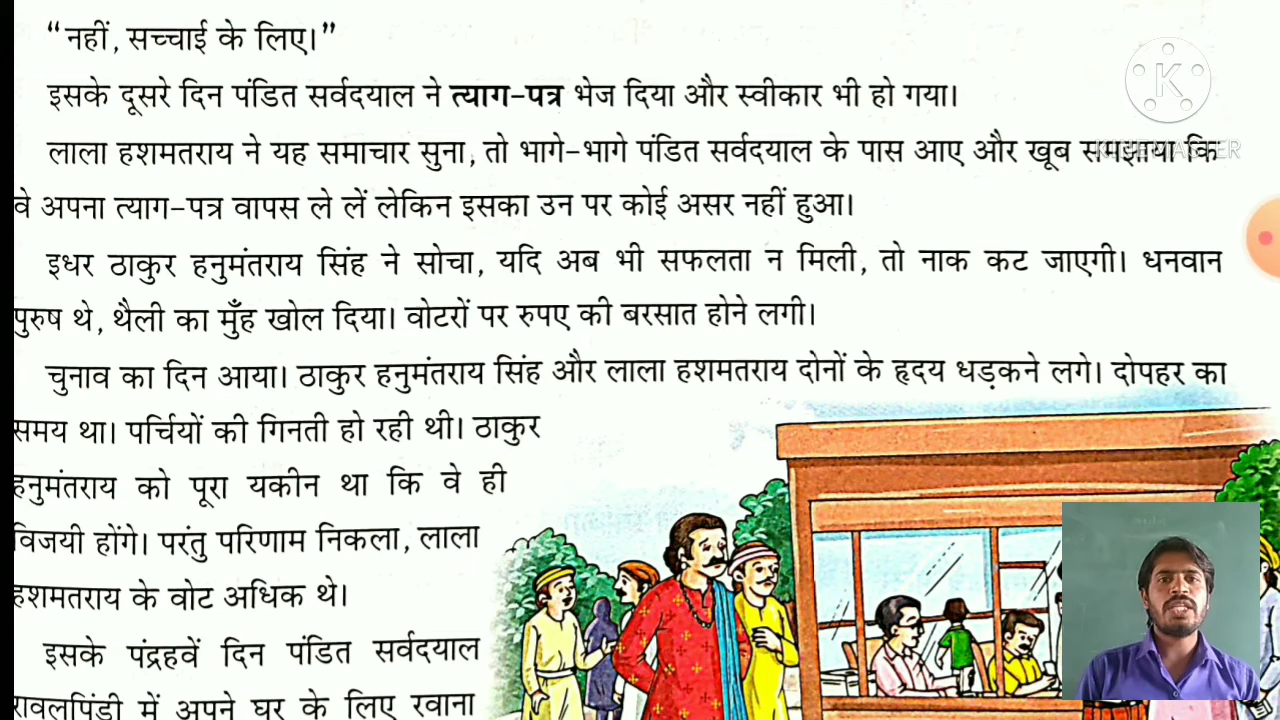 “नहीं, सच्चाई के लिए।”
इसके दूसरे दिन पंडित सर्वदयाल ने त्याग-पत्र भेज दिया और स्वीकार भी हो गया।
लाला हशमतराय ने यह समाचार सुना, तो भागे-भागे पंडित सर्वदयाल के पास आए और खूब समझाया कि
वे अपना त्याग-पत्र वापस ले लें लेकिन इसका उन पर कोई असर नहीं हुआ।
इधर ठाकुर हनुमंतराय सिंह ने सोचा, यदि अब भी सफलता न मिली, तो नाक कट जाएगी। धनवान
पुरुष थे, थैली का मुँह खोल दिया। वोटरों पर रुपए की बरसात होने लगी।
चुनाव का दिन आया। ठाकुर हनुमंतराय सिंह और लाला हशमतराय दोनों के हृदय धड़कने लगे। दोपहर का
समय था। पर्चियों की गिनती हो रही थी। ठाकुर
हनुमंतराय को पूरा यकीन था कि वे ही
विजयी होंगे। परंतु परिणाम निकला, लाला
हशमतराय के वोट अधिक थे।
इसके पंद्रहवें दिन पंडित सर्वदयाल
रावलपिंडी में अपने घर के लिए रवाना
K
KINEMASTER